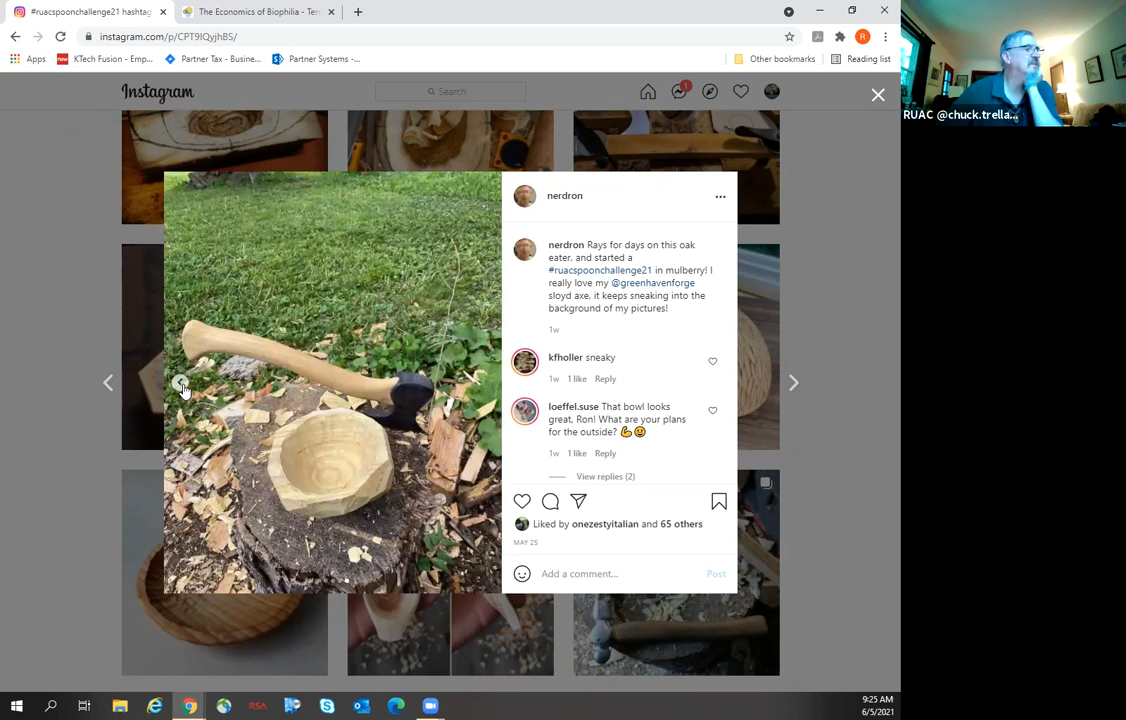 #ruacspoonchallenge21 hashtag
The Economics of Biophilia - Ter
instagram.com/p/CPT9IQyjhBS/
R
Apps
now
KTech Fusion - Emp...
Partner Tax - Busine...
Partner Systems -...
Other bookmarks
Reading list
Instagram
Search
1
RUAC @chuck.trella...
nerdron
nerdron Rays for days on this oak
eater, and started a
#ruacspoonchallenge21 in mulberry! I
really love my @greenhavenforge
sloyd axe, it keeps sneaking into the
background of my pictures!
1w
kfholler sneaky
1w 1 like Reply
loeffel.suse That bowl looks
great, Ron! What are your plans
for the outside? 💪😃
1w 1 like Reply
View replies (2)
Liked by onezestyitalian and 65 others
MAY 25
Add a comment...
Post
RSA
9:25 AM
6/5/2021